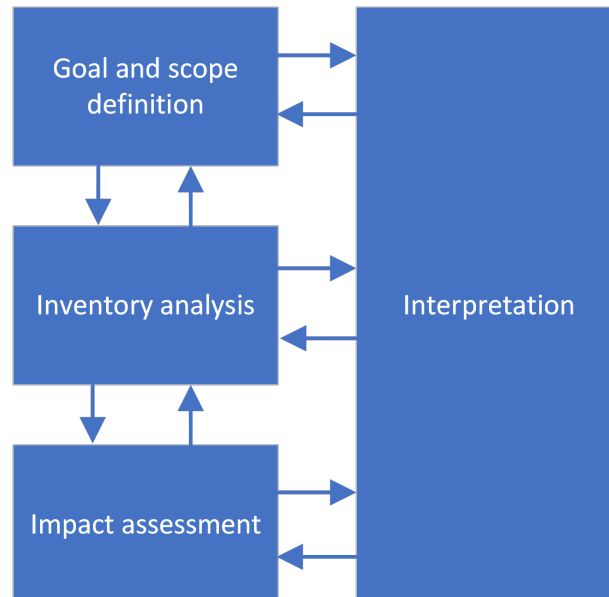 Goal and scope
definition
Inventory analysis
Interpretation
Impact assessment